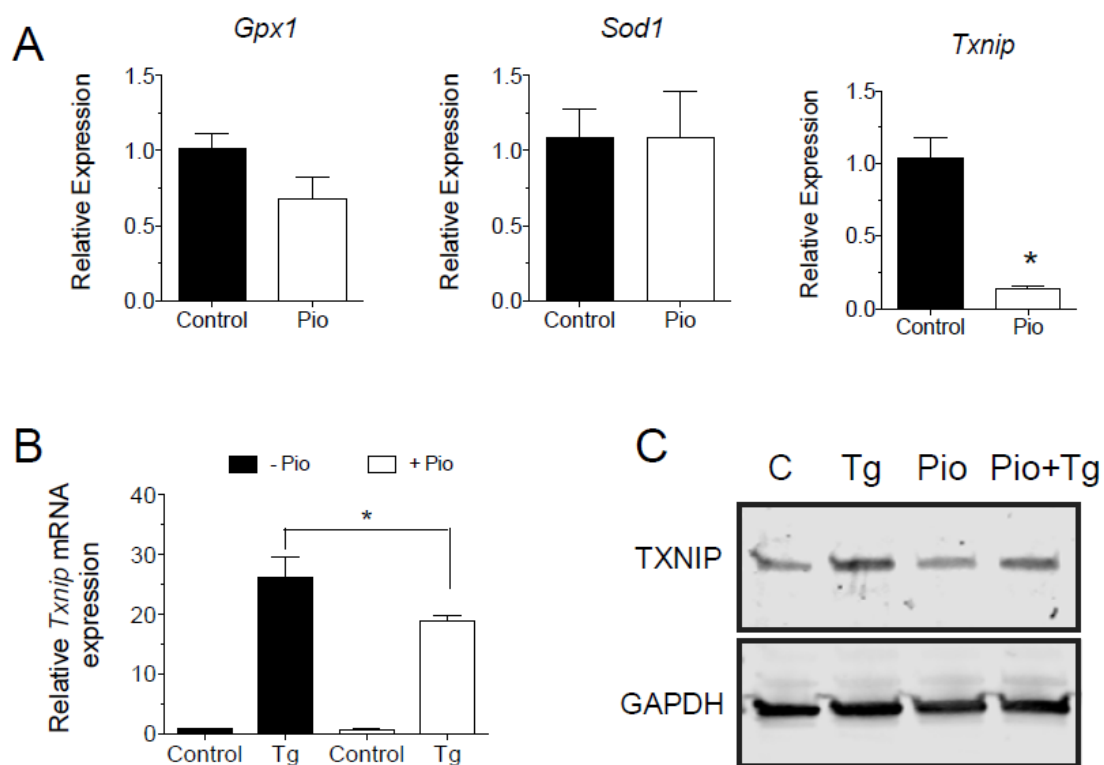 A
Gpx1
Relative Expression
1.5
1.0
0.5
0.0
Control Pio
Sod1
Relative Expression
1.5
1.0
0.5
0.0
Control Pio
Txnip
Relative Expression
1.5
1.0
0.5
0.0
*
Control Pio
B
- Pio + Pio
Relative Txnip mRNA
expression
40
30
20
10
0
*
Control Tg Control Tg
C
C Tg Pio Pio+Tg
TXNIP
GAPDH